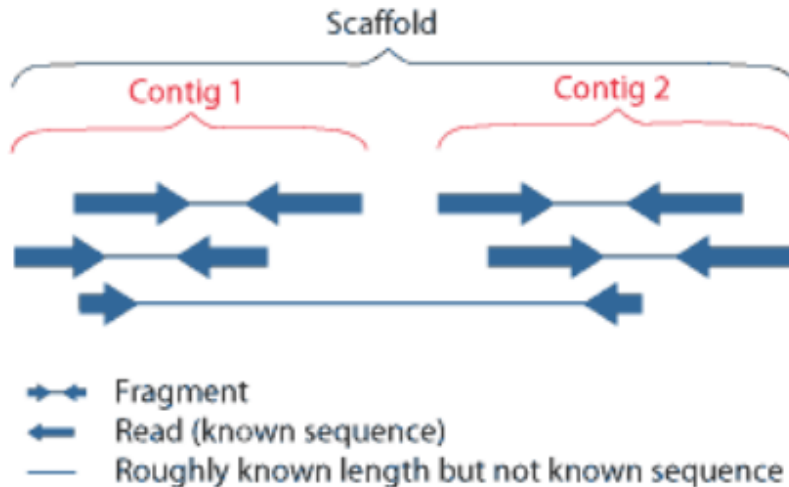 Scaffold
Contig 1
Contig 2
Fragment
Read (known sequence)
Roughly known length but not known sequence